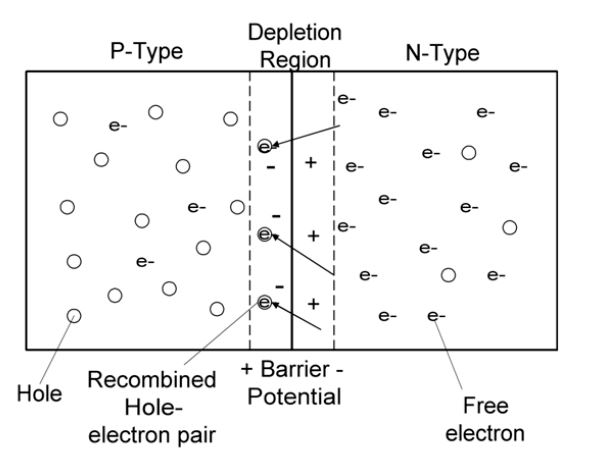 P-Type
Depletion
Region
N-Type
e-
e-
e-
e-
e-
e-
-
+
e-
e-
e-
e-
e-
-
e-
+
e-
e-
e-
e-
e-
-
e-
+
e-
e-
Hole
Recombined
Hole-
electron pair
+ Barrier -
Potential
Free
electron